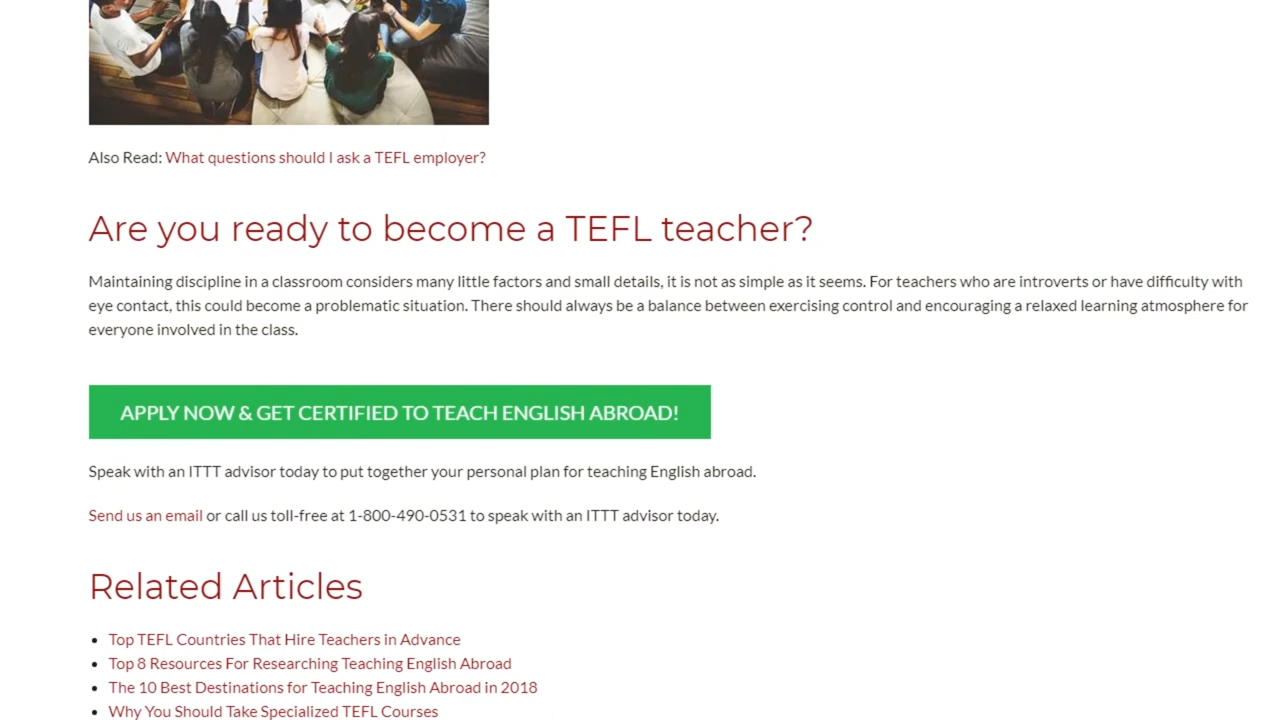 Also Read: What questions should I ask a TEFL employer?
Are you ready to become a TEFL teacher?
Maintaining discipline in a classroom considers many little factors and small details, it is not as simple as it seems. For teachers who are introverts or have difficulty with
eye contact, this could become a problematic situation. There should always be a balance between exercising control and encouraging a relaxed learning atmosphere for
everyone involved in the class.
APPLY NOW & GET CERTIFIED TO TEACH ENGLISH ABROAD!
Speak with an ITTT advisor today to put together your personal plan for teaching English abroad.
Send us an email or call us toll-free at 1-800-490-0531 to speak with an ITTT advisor today.
Related Articles
• Top TEFL Countries That Hire Teachers in Advance
• Top 8 Resources For Researching Teaching English Abroad
• The 10 Best Destinations for Teaching English Abroad in 2018
• Why You Should Take Specialized TEFL Courses